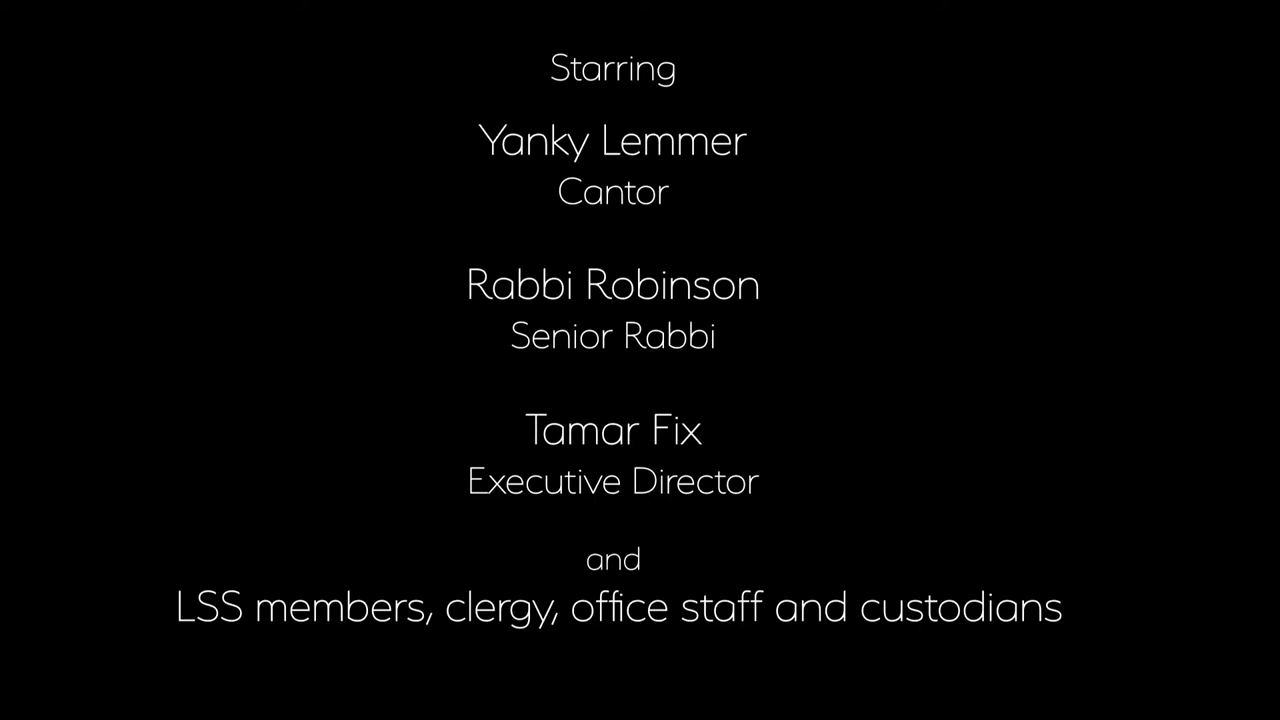 Starring
Yanky Lemmer
Cantor
Rabbi Robinson
Senior Rabbi
Tamar Fix
Executive Director
and
LSS members, clergy, office staff and custodians